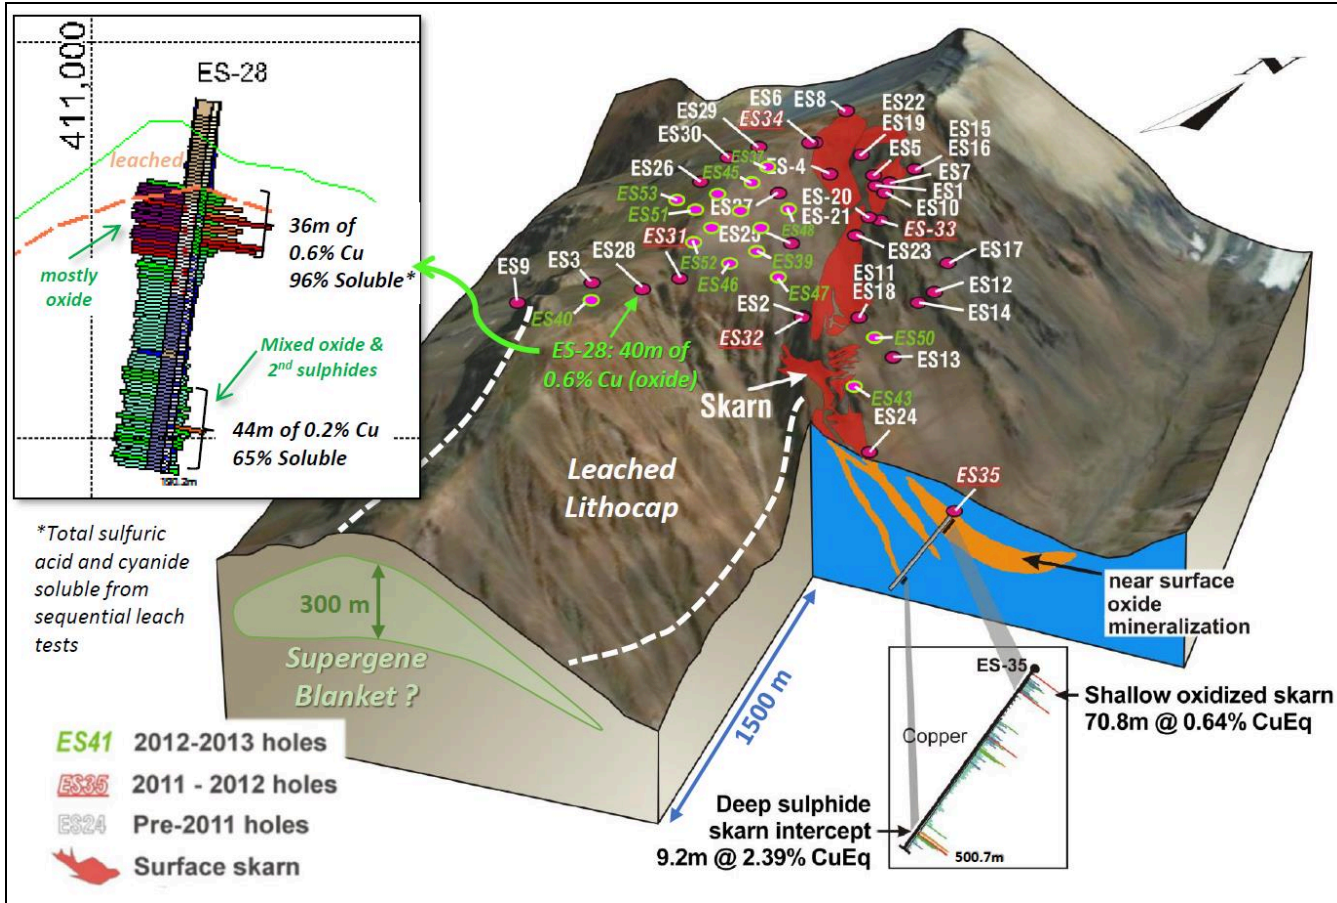 411,000
ES-28
leached
mostly
oxide
36m of
0.6% Cu
96% Soluble*
Mixed oxide &
2nd sulphides
44m of 0.2% Cu
65% Soluble
190.2m
*Total sulfuric
acid and cyanide
soluble from
sequential leach
tests
ES6
ES8
ES29
ES34
ES22
ES30
ES19
ES15
ES37
ES5
ES16
ES26
ES45
ES-4
ES7
ES53
ES-20
ES1
ES51
ES27
ES-21
ES10
ES31
ES25
ES48
ES-33
ES9
ES3
ES28
ES52
ES39
ES23
ES17
ES46
ES47
ES11
ES18
ES12
ES40
ES2
ES14
ES32
ES50
ES-28: 40m of
0.6% Cu (oxide)
ES13
Skarn
ES43
ES24
Leached
Lithocap
ES35
near surface
oxide
mineralization
300 m
Supergene
Blanket ?
1500 m
ES-35
Copper
500.7m
Shallow oxidized skarn
70.8m @ 0.64% CuEq
Deep sulphide
skarn intercept
9.2m @ 2.39% CuEq
ES41 2012-2013 holes
ES35 2011 - 2012 holes
ES24 Pre-2011 holes
Surface skarn